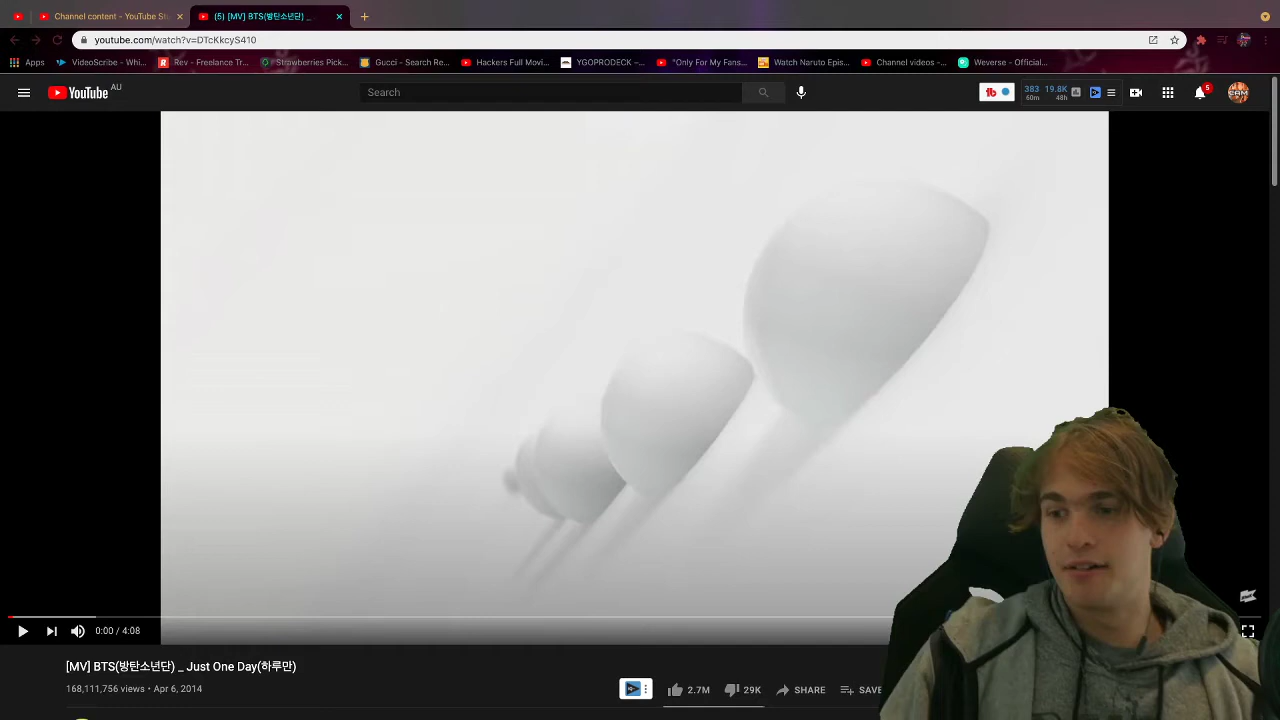 Channel content - YouTube St
(5) [MV] BTS(방탄소년단) _
youtube.com/watch?v=DTcKkcyS410
Apps
VideoScribe - Whi...
Rev - Freelance Tr...
Strawberries Pick...
Gucci - Search Re...
Hackers Full Movi...
YGOPRODECK – ...
"Only For My Fans...
Watch Naruto Epis...
Channel videos -...
Weverse - Official...
YouTube AU
Search
383 19.8K
60m 48h
5
0:00 / 4:08
[MV] BTS(방탄소년단) _ Just One Day(하루만)
168,111,756 views • Apr 6, 2014
2.7M
29K
SHARE
SAVE